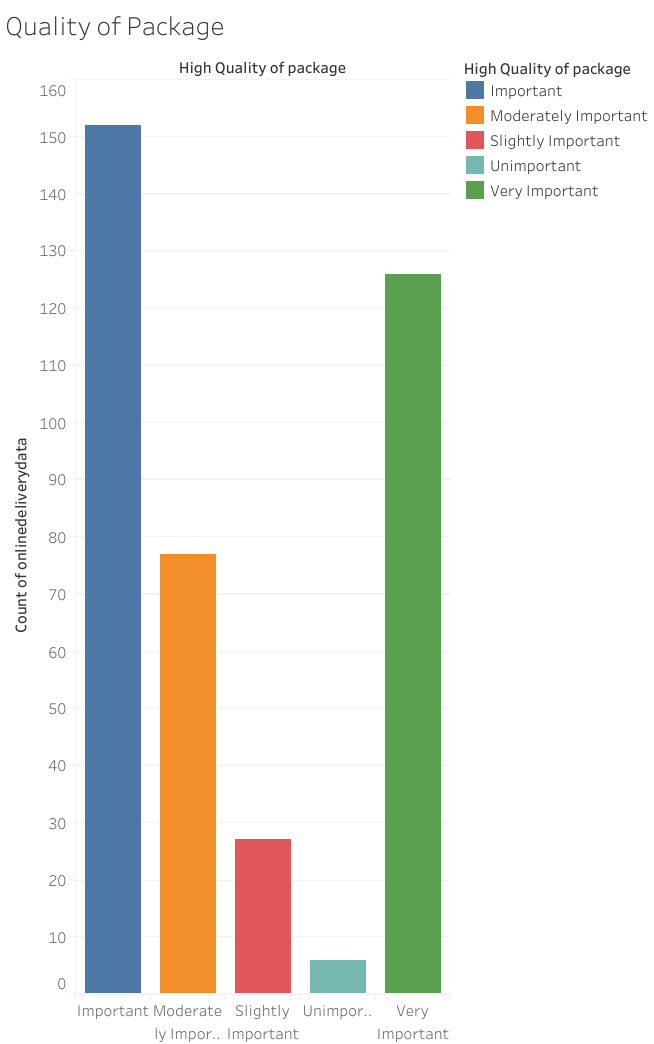 Quality of Package
High Quality of package
High Quality of package
Important
Moderately Important
Slightly Important
Unimportant
Very Important
160
150
140
130
120
110
100
90
80
70
60
50
40
30
20
10
0
Count of onlinedeliverydata
Important Moderate Slightly Unimpor.. Very
ly Impor.. Important Important